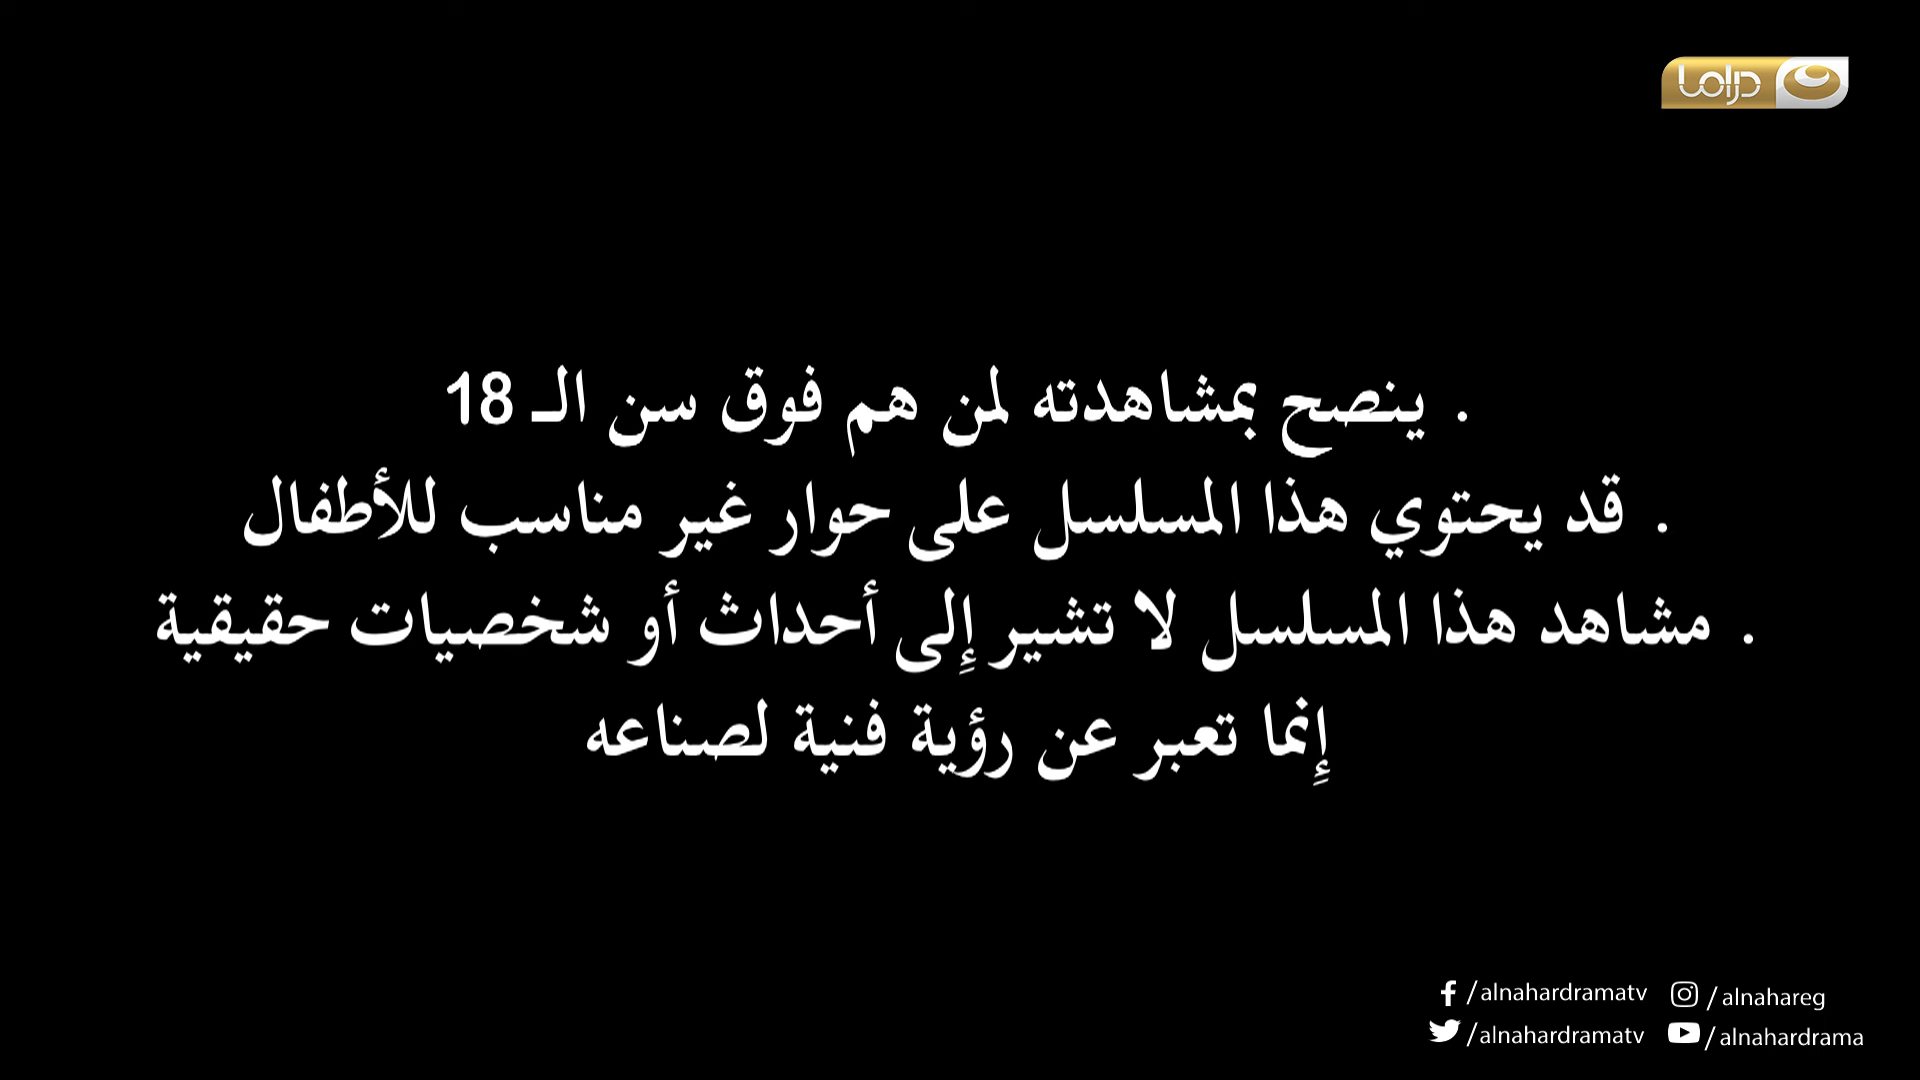 دراما
. ينصح بمشاهدته لمن هم فوق سن الـ 18
. قد يحتوي هذا المسلسل على حوار غير مناسب للأطفال
. مشاهد هذا المسلسل لا تشير إِلى أحداث أو شخصيات حقيقية
إِنما تعبر عن رؤية فنية لصناعه
/alnahardramatv /alnahareg
/alnahardramatv /alnahardrama